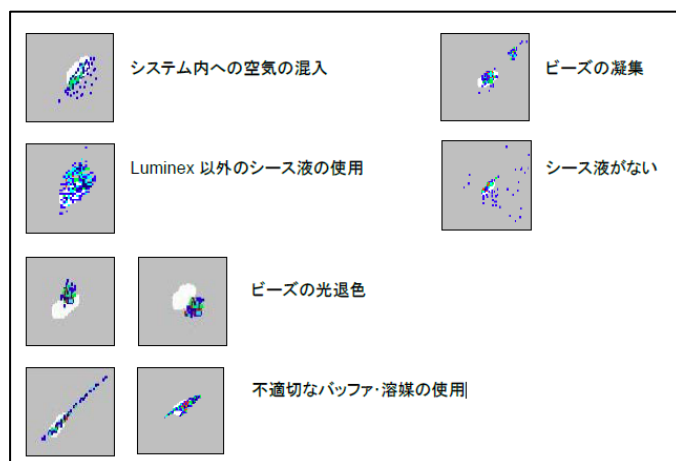 システム内への空気の混入
ビーズの凝集
Luminex 以外のシース液の使用
シース液がない
ビーズの光退色
不適切なバッファ・溶媒の使用